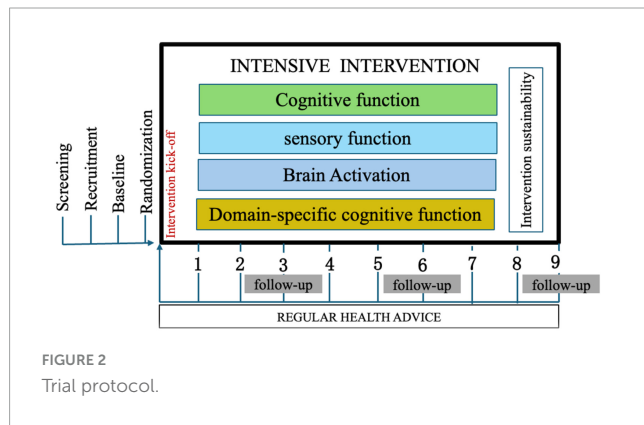 INTENSIVE INTERVENTION
Cognitive function
sensory function
Brain Activation
Domain-specific cognitive function
Intervention sustainability
Intervention kick-off
Screening
Recruitment
Baseline
Randomization
1 2 3 4 5 6 7 8 9
follow-up follow-up follow-up
REGULAR HEALTH ADVICE
FIGURE 2
Trial protocol.